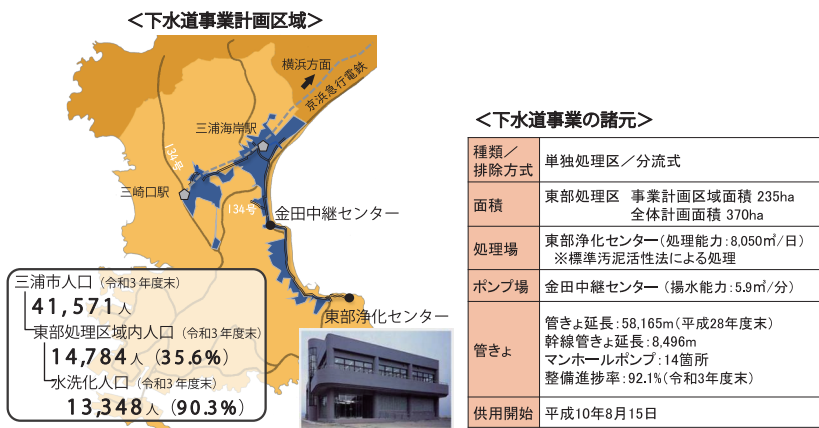 ＜下水道事業計画区域＞
横浜方面
京浜急行電鉄
三浦海岸駅
134号
三崎口駅
134号
金田中継センター
東部浄化センター
三浦市人口（令和3年度末）
41,571人
東部処理区域内人口（令和3年度末）
14,784人（35.6%）
水洗化人口（令和3年度末）
13,348人（90.3%）
＜下水道事業の諸元＞
種類／
排除方式
単独処理区／分流式
面積
東部処理区 事業計画区域面積 235ha
全体計画面積 370ha
処理場
東部浄化センター（処理能力：8,050㎥/日）
※標準汚泥活性法による処理
ポンプ場
金田中継センター（揚水能力：5.9㎥/分）
管きょ
管きょ延長：58,165m（平成28年度末）
幹線管きょ延長：8,496m
マンホールポンプ：14箇所
整備進捗率：92.1%（令和3年度末）
供用開始
平成10年8月15日